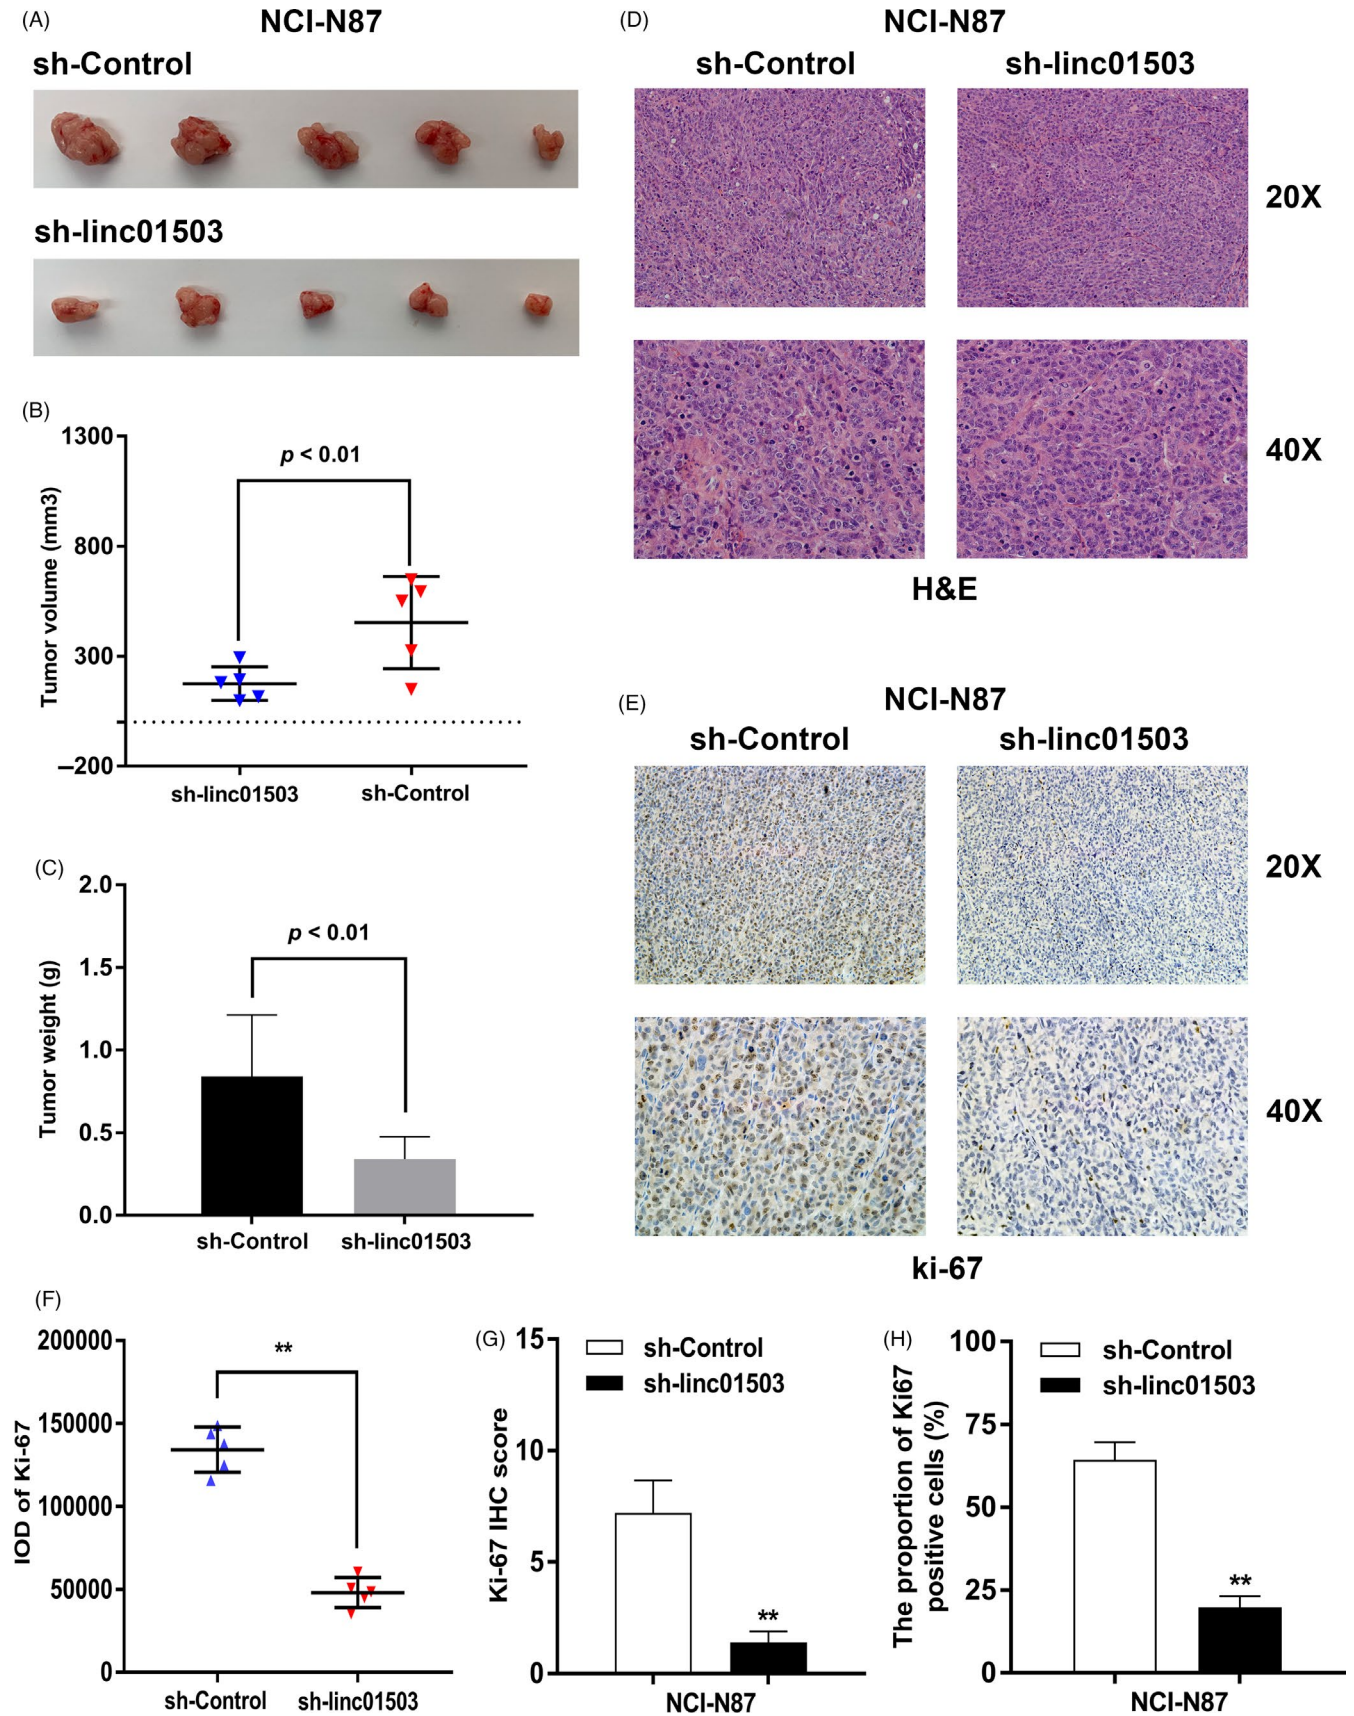 (A)
NCI-N87
sh-Control
sh-linc01503
(B)
1300
800
300
–200
Tumor volume (mm3)
p < 0.01
sh-linc01503
sh-Control
(C)
2.0
1.5
1.0
0.5
0.0
Tumor weight (g)
p < 0.01
sh-Control
sh-linc01503
(D)
NCI-N87
sh-Control
sh-linc01503
20X
40X
H&E
(E)
NCI-N87
sh-Control
sh-linc01503
20X
40X
ki-67
(F)
200000
150000
100000
50000
0
IOD of Ki-67
**
sh-Control
sh-linc01503
(G)
15
10
5
0
Ki-67 IHC score
sh-Control
sh-linc01503
**
NCI-N87
(H)
100
75
50
25
0
The proportion of Ki67
positive cells (%)
sh-Control
sh-linc01503
**
NCI-N87